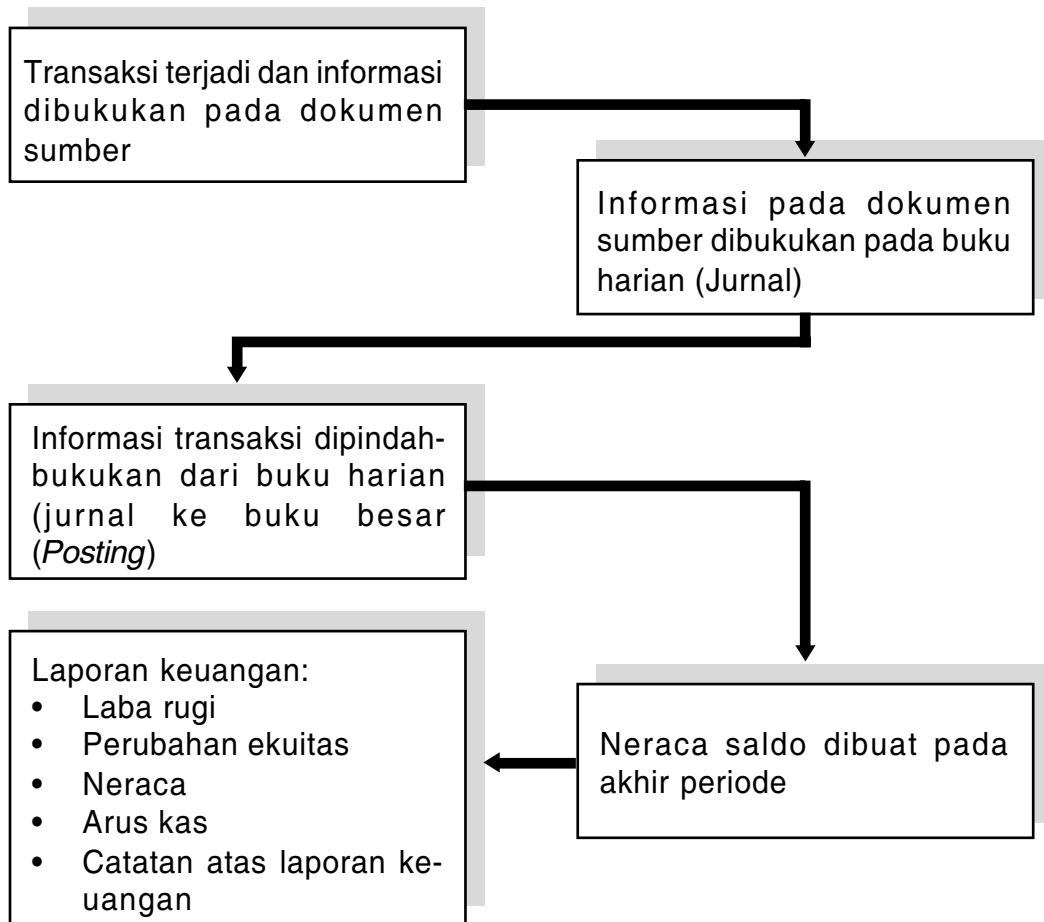 Transaksi terjadi dan informasi
dibukukan pada dokumen
sumber
Informasi pada dokumen
sumber dibukukan pada buku
harian (Jurnal)
Informasi transaksi dipindah-
bukukan dari buku harian
(jurnal ke buku besar
(Posting)
Neraca saldo dibuat pada
akhir periode
Laporan keuangan:
• Laba rugi
• Perubahan ekuitas
• Neraca
• Arus kas
• Catatan atas laporan ke-
uangan